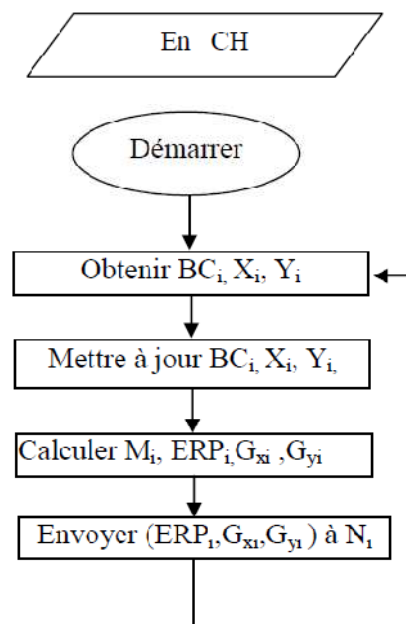 En CH
Démarrer
Obtenir BCi, Xi, Yi
Mettre à jour BCi, Xi, Yi,
Calculer Mi, ERPi,Gxi ,Gyi
Envoyer (ERPi,Gxi,Gyi ) à Ni